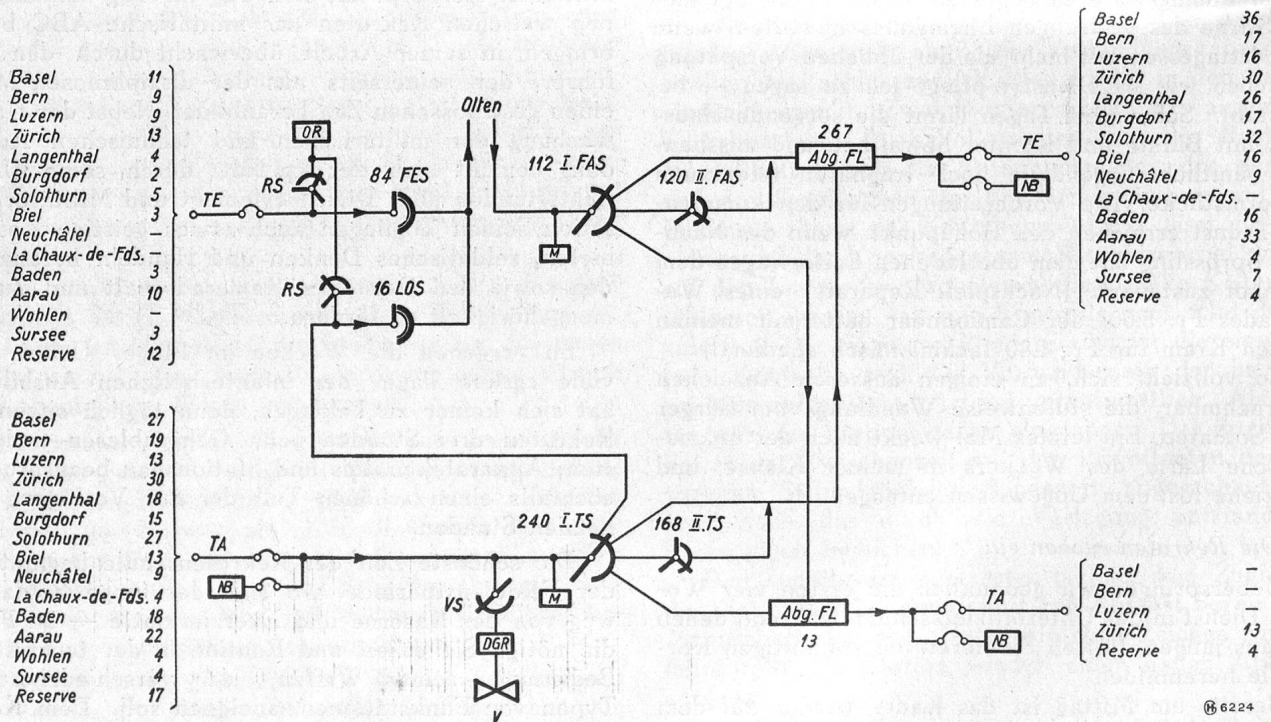 Basel 11
Bern 9
Luzern 9
Zürich 13
Langenthal 4
Burgdorf 4
Solothurn 5
Biel 3
Neuchâtel –
La Chaux-de-Fds. –
Baden 3
Aarau 10
Wohlen –
Sursee 3
Reserve 12
TE
OR
RS
84 FES
RS
16 LOS
Olten
112 I.FAS
M
120 II.FAS
267
Abg. FL
TE
NB
Basel 36
Bern 17
Luzern 16
Zürich 30
Langenthal 26
Burgdorf 17
Solothurn 32
Biel 16
Neuchâtel 9
La Chaux-de-Fds. 4
Baden 16
Aarau 33
Wohlen 4
Sursee 7
Reserve 4
Basel 27
Bern 19
Luzern 13
Zürich 30
Langenthal 18
Burgdorf 15
Solothurn 27
Biel 13
Neuchâtel 9
La Chaux-de-Fds. 4
Baden 18
Aarau 22
Wohlen 4
Sursee 4
Reserve 17
TA
NB
VS
DGR
V
240 I.TS
M
168 II.TS
Abg. FL
13
TA
NB
Basel –
Bern –
Luzern –
Zürich 13
Reserve 4
6224